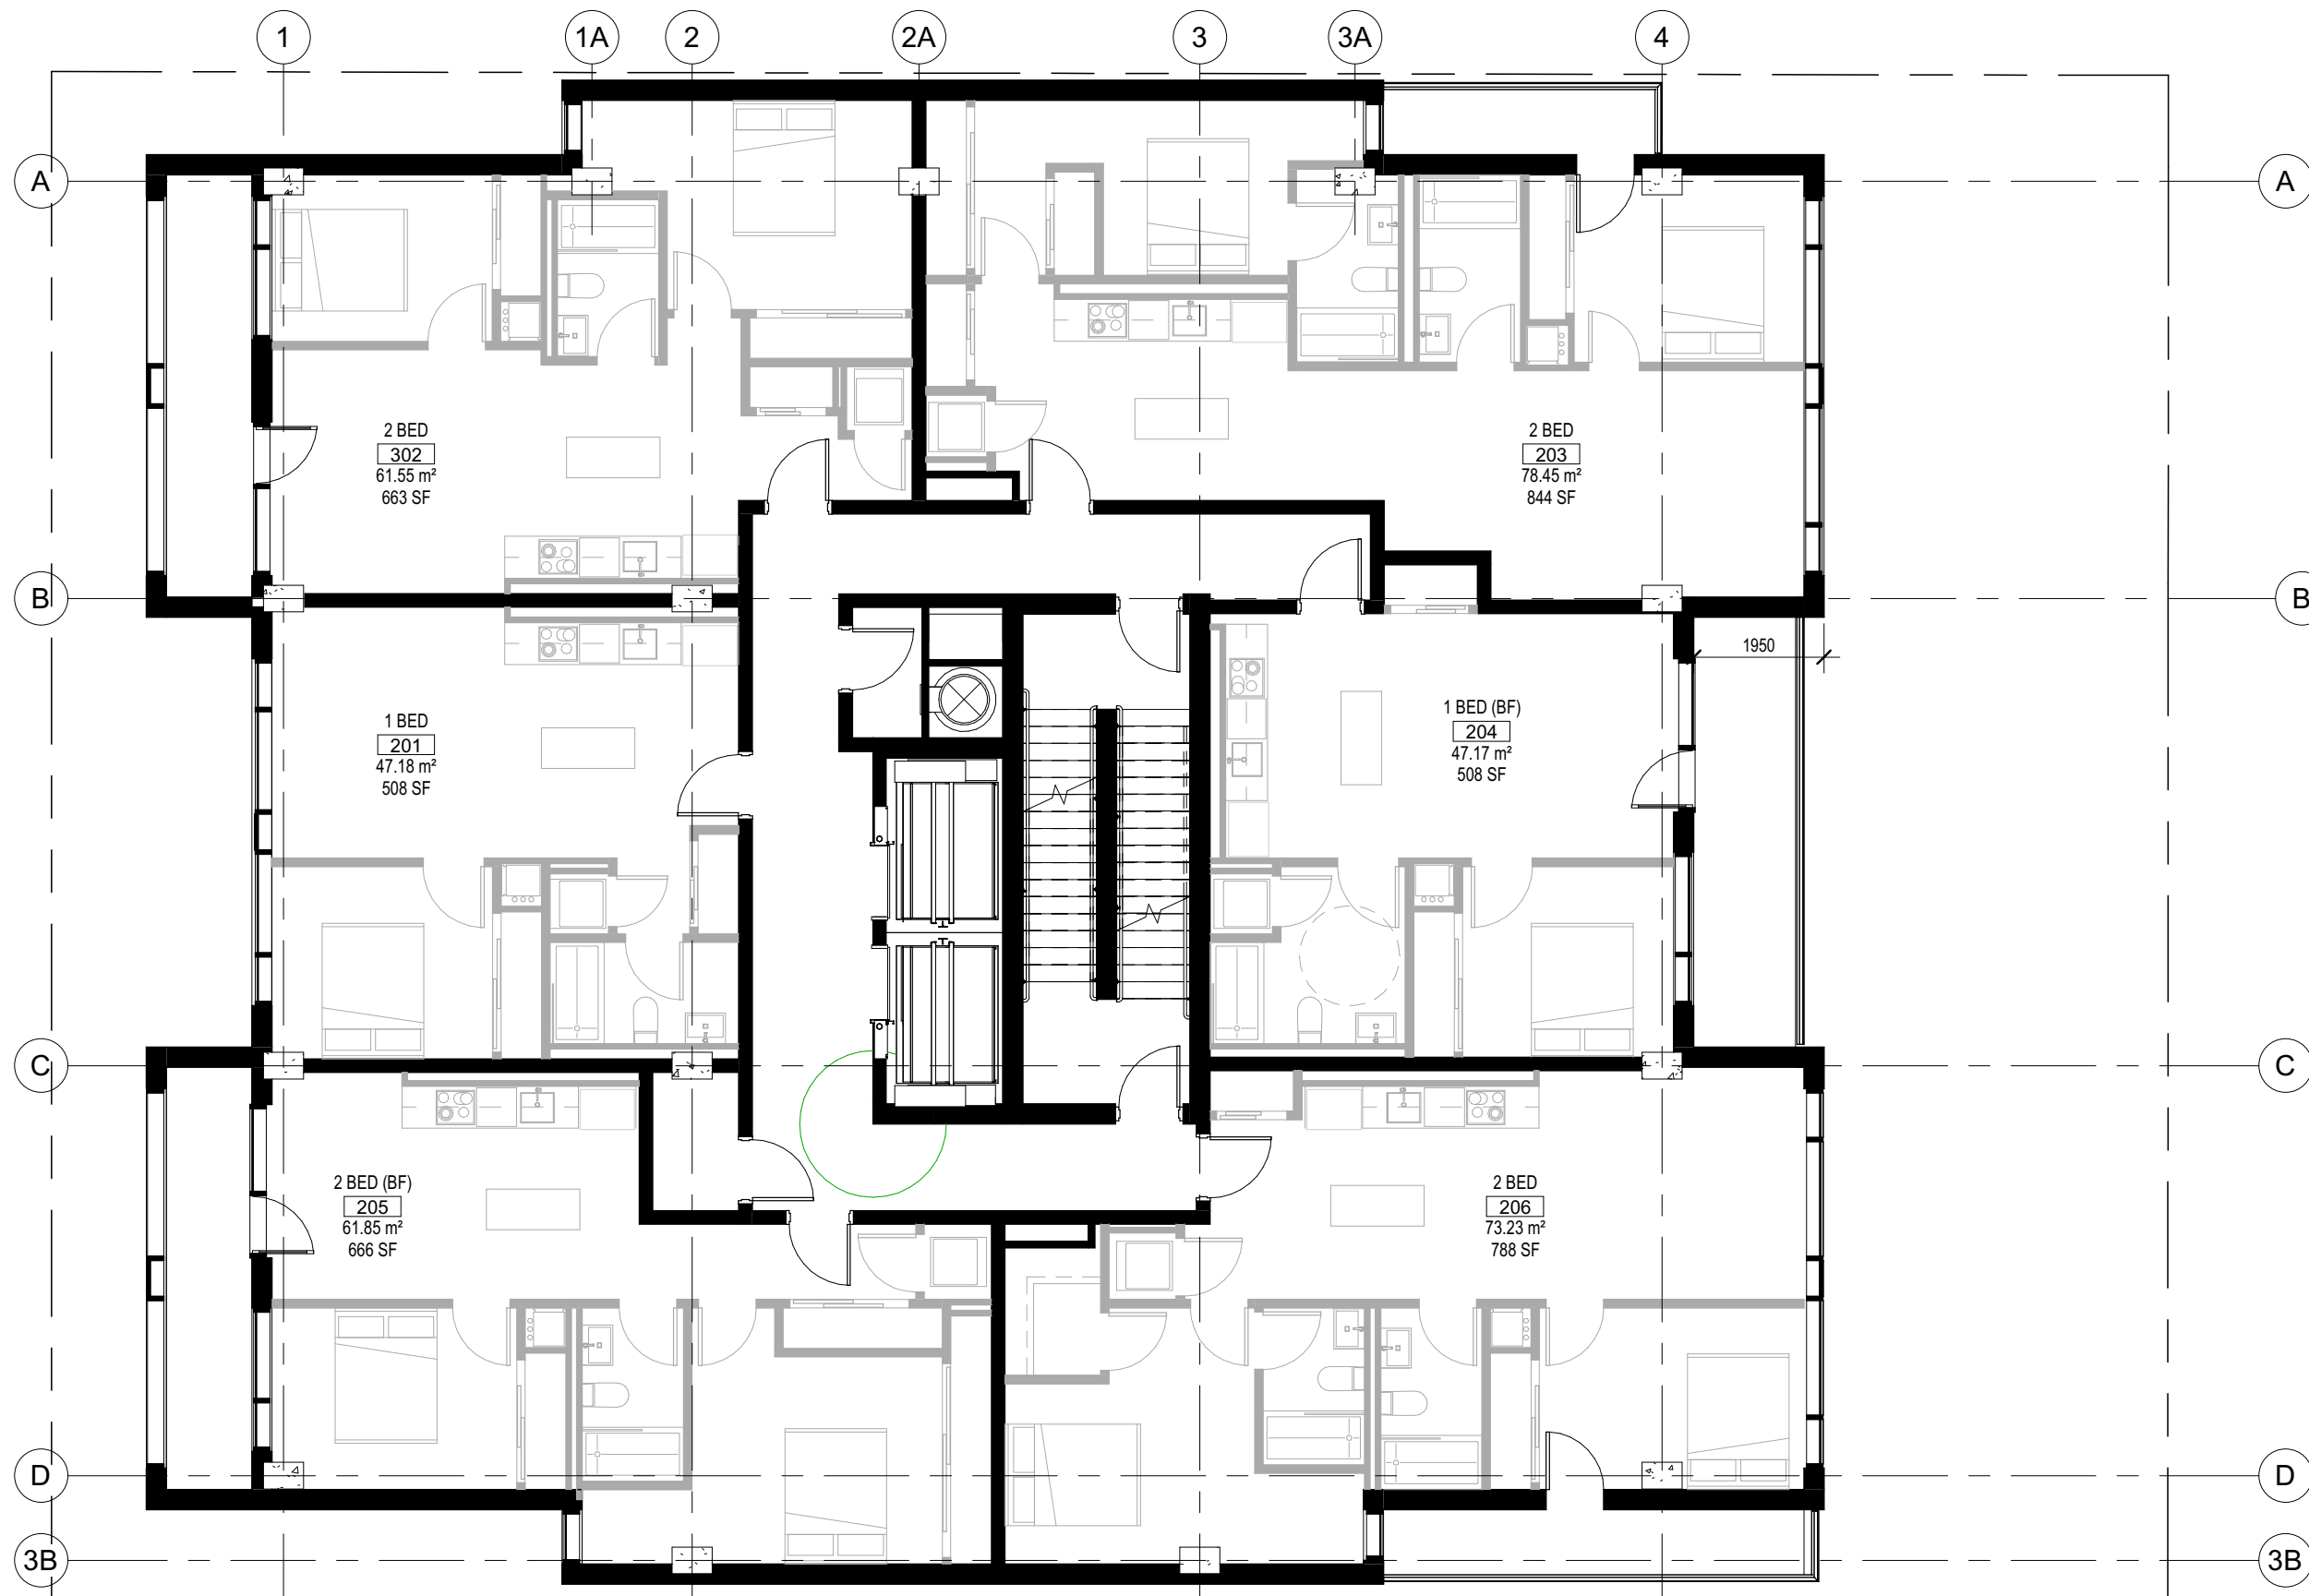 1
1A
2
2A
3
3A
4
A
A
2 BED
302
61.55 m²
663 SF
2 BED
203
78.45 m²
844 SF
B
B
1950
1 BED
201
47.18 m²
508 SF
1 BED (BF)
204
47.17 m²
508 SF
C
C
2 BED (BF)
205
61.85 m²
666 SF
2 BED
206
73.23 m²
788 SF
D
D
3B
3B